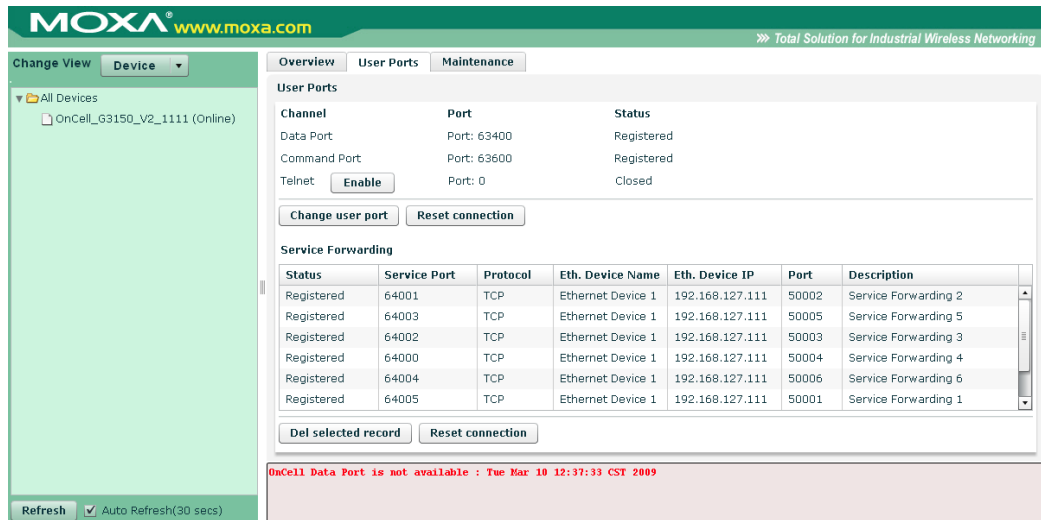 MOXA® www.moxa.com
Total Solution for Industrial Wireless Networking
Change View Device
All Devices
OnCell_G3150_V2_1111 (Online)
Refresh Auto Refresh(30 secs)
Overview User Ports Maintenance
User Ports
Channel Port Status
Data Port Port: 63400 Registered
Command Port Port: 63600 Registered
Telnet Enable Port: 0 Closed
Change user port Reset connection
Service Forwarding
Status Service Port Protocol Eth. Device Name Eth. Device IP Port Description
Registered 64001 TCP Ethernet Device 1 192.168.127.111 50002 Service Forwarding 2
Registered 64003 TCP Ethernet Device 1 192.168.127.111 50005 Service Forwarding 5
Registered 64002 TCP Ethernet Device 1 192.168.127.111 50003 Service Forwarding 3
Registered 64000 TCP Ethernet Device 1 192.168.127.111 50004 Service Forwarding 4
Registered 64004 TCP Ethernet Device 1 192.168.127.111 50006 Service Forwarding 6
Registered 64005 TCP Ethernet Device 1 192.168.127.111 50001 Service Forwarding 1
Del selected record Reset connection
OnCell Data Port is not available : Tue Mar 10 12:37:33 CST 2009